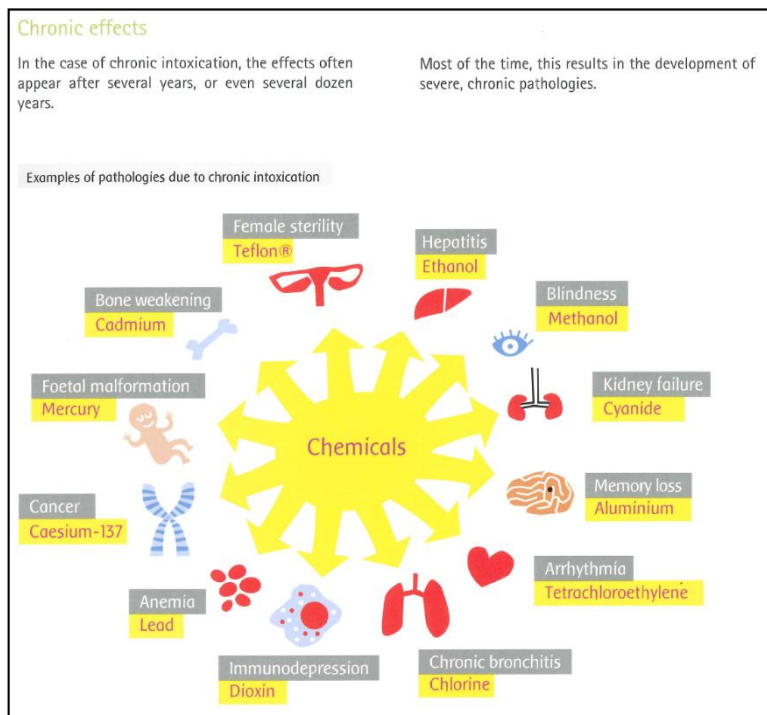 Chronic effects
In the case of chronic intoxication, the effects often
appear after several years, or even several dozen
years.
Most of the time, this results in the development of
severe, chronic pathologies.
Examples of pathologies due to chronic intoxication
Female sterility
Teflon®
Hepatitis
Ethanol
Bone weakening
Cadmium
Blindness
Methanol
Foetal malformation
Mercury
Kidney failure
Cyanide
Chemicals
Cancer
Caesium-137
Memory loss
Aluminium
Anemia
Lead
Arrhythmia
Tetrachloroethylene
Immunodepression
Dioxin
Chronic bronchitis
Chlorine